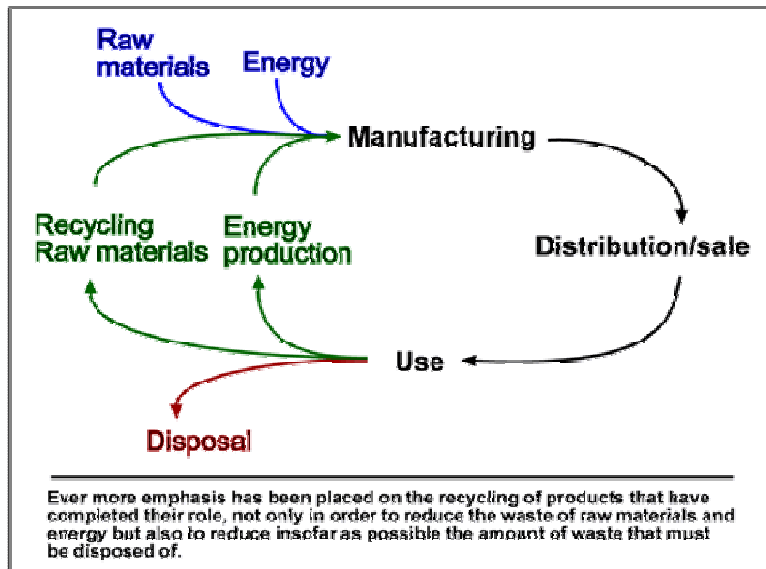 Raw
materials
Energy
Manufacturing
Recycling
Raw materials
Energy
production
Distribution/sale
Use
Disposal
Ever more emphasis has been placed on the recycling of products that have
completed their role, not only in order to reduce the waste of raw materials and
energy but also to reduce insofar as possible the amount of waste that must
be disposed of.